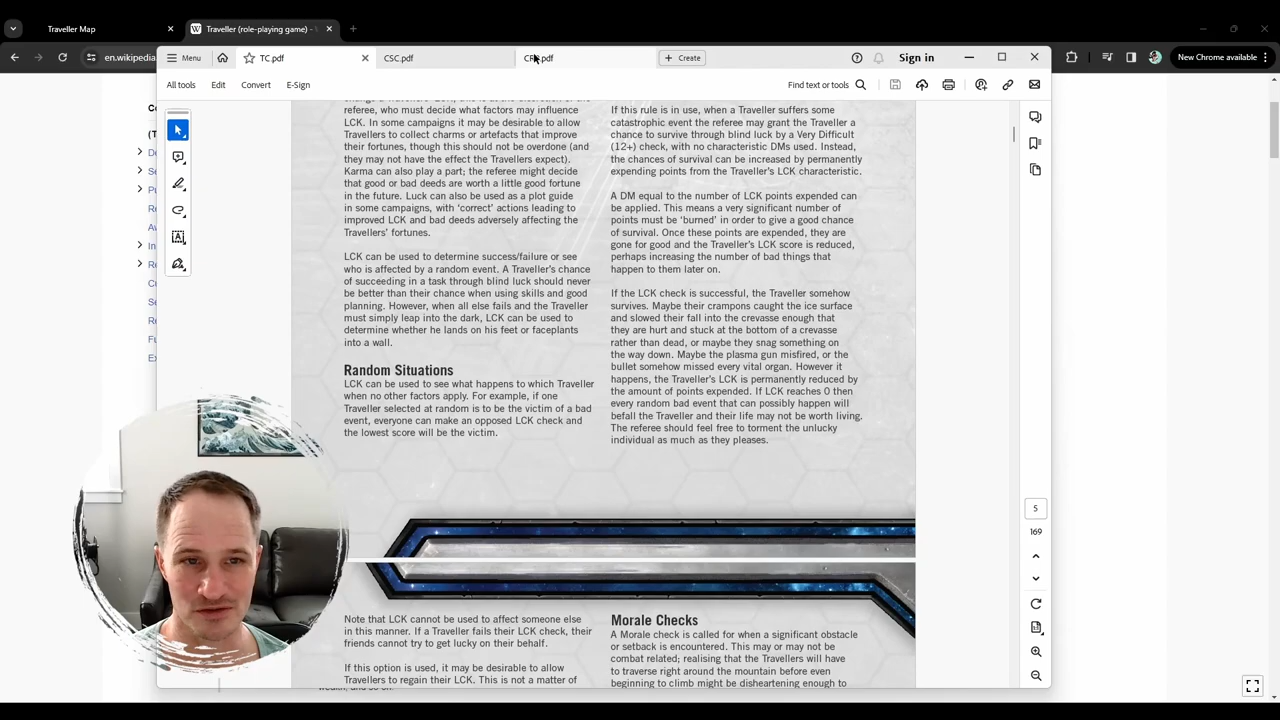 Traveller Map
Traveller (role-playing game) -
en.wikipedia
New Chrome available
Menu
TC.pdf
CSC.pdf
Create
Sign in
All tools
Edit
Convert
E-Sign
Find text or tools
referee, who must decide what factors may influence
LCK. In some campaigns it may be desirable to allow
Travellers to collect charms or artefacts that improve
their fortunes, though this should not be overdone (and
they may not have the effect the Travellers expect).
Karma can also play a part; the referee might decide
that good or bad deeds are worth a little good fortune
in the future. Luck can also be used as a plot guide
in some campaigns, with ‘correct’ actions leading to
improved LCK and bad deeds adversely affecting the
Travellers’ fortunes.
LCK can be used to determine success/failure or see
who is affected by a random event. A Traveller’s chance
of succeeding in a task through blind luck should never
be better than their chance when using skills and good
planning. However, when all else fails and the Traveller
must simply leap into the dark, LCK can be used to
determine whether he lands on his feet or faceplants
into a wall.
Random Situations
LCK can be used to see what happens to which Traveller
when no other factors apply. For example, if one
Traveller selected at random is to be the victim of a bad
event, everyone can make an opposed LCK check and
the lowest score will be the victim.
If this rule is in use, when a Traveller suffers some
catastrophic event the referee may grant the Traveller a
chance to survive through blind luck by a Very Difficult
(12+) check, with no characteristic DMs used. Instead,
the chances of survival can be increased by permanently
expending points from the Traveller’s LCK characteristic.
A DM equal to the number of LCK points expended can
be applied. This means a very significant number of
points must be ‘burned’ in order to give a good chance
of survival. Once these points are expended, they are
gone for good and the Traveller’s LCK score is reduced,
perhaps increasing the number of bad things that
happen to them later on.
If the LCK check is successful, the Traveller somehow
survives. Maybe their crampons caught the ice surface
and slowed their fall into the crevasse enough that
they are hurt and stuck at the bottom of a crevasse
rather than dead, or maybe they snag something on
the way down. Maybe the plasma gun misfired, or the
bullet somehow missed every vital organ. However it
happens, the Traveller’s LCK is permanently reduced by
the amount of points expended. If LCK reaches 0 then
every random bad event that can possibly happen will
befall the Traveller and their life may not be worth living.
The referee should feel free to torment the unlucky
individual as much as they pleases.
Note that LCK cannot be used to affect someone else
in this manner. If a Traveller fails their LCK check, their
friends cannot try to get lucky on their behalf.
If this option is used, it may be desirable to allow
Travellers to regain their LCK. This is not a matter of
Morale Checks
A Morale check is called for when a significant obstacle
or setback is encountered. This may or may not be
combat related; realising that the Travellers will have
to traverse right around the mountain before even
beginning to climb might be disheartening enough to
5
169